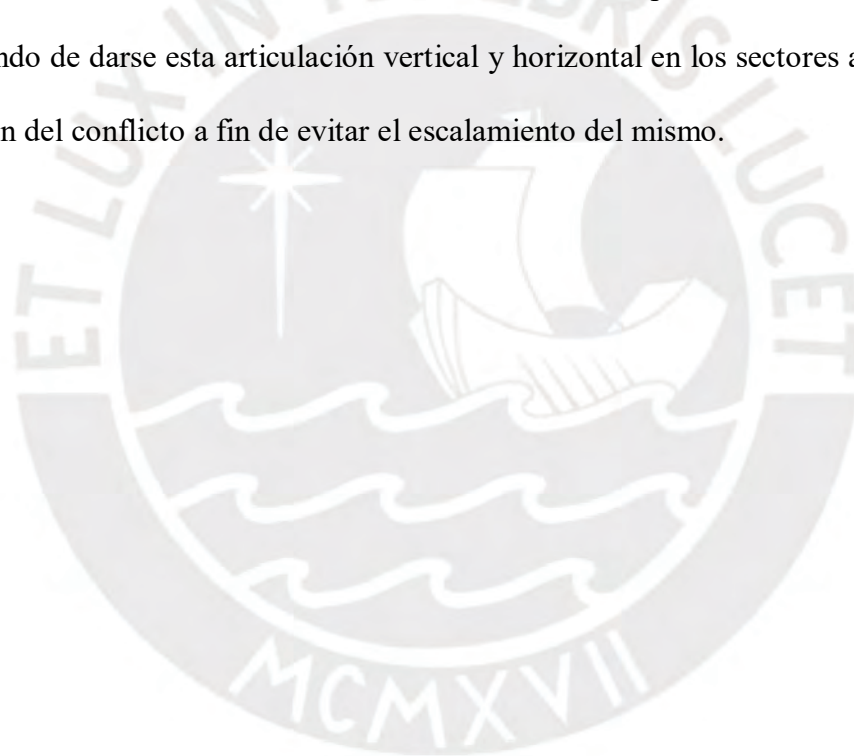 ndo de darse esta articulación vertical y horizontal en los sectores a
n del conflicto a fin de evitar el escalamiento del mismo.
ET LUX IN TENEBRIS LUCET
MCMXVII